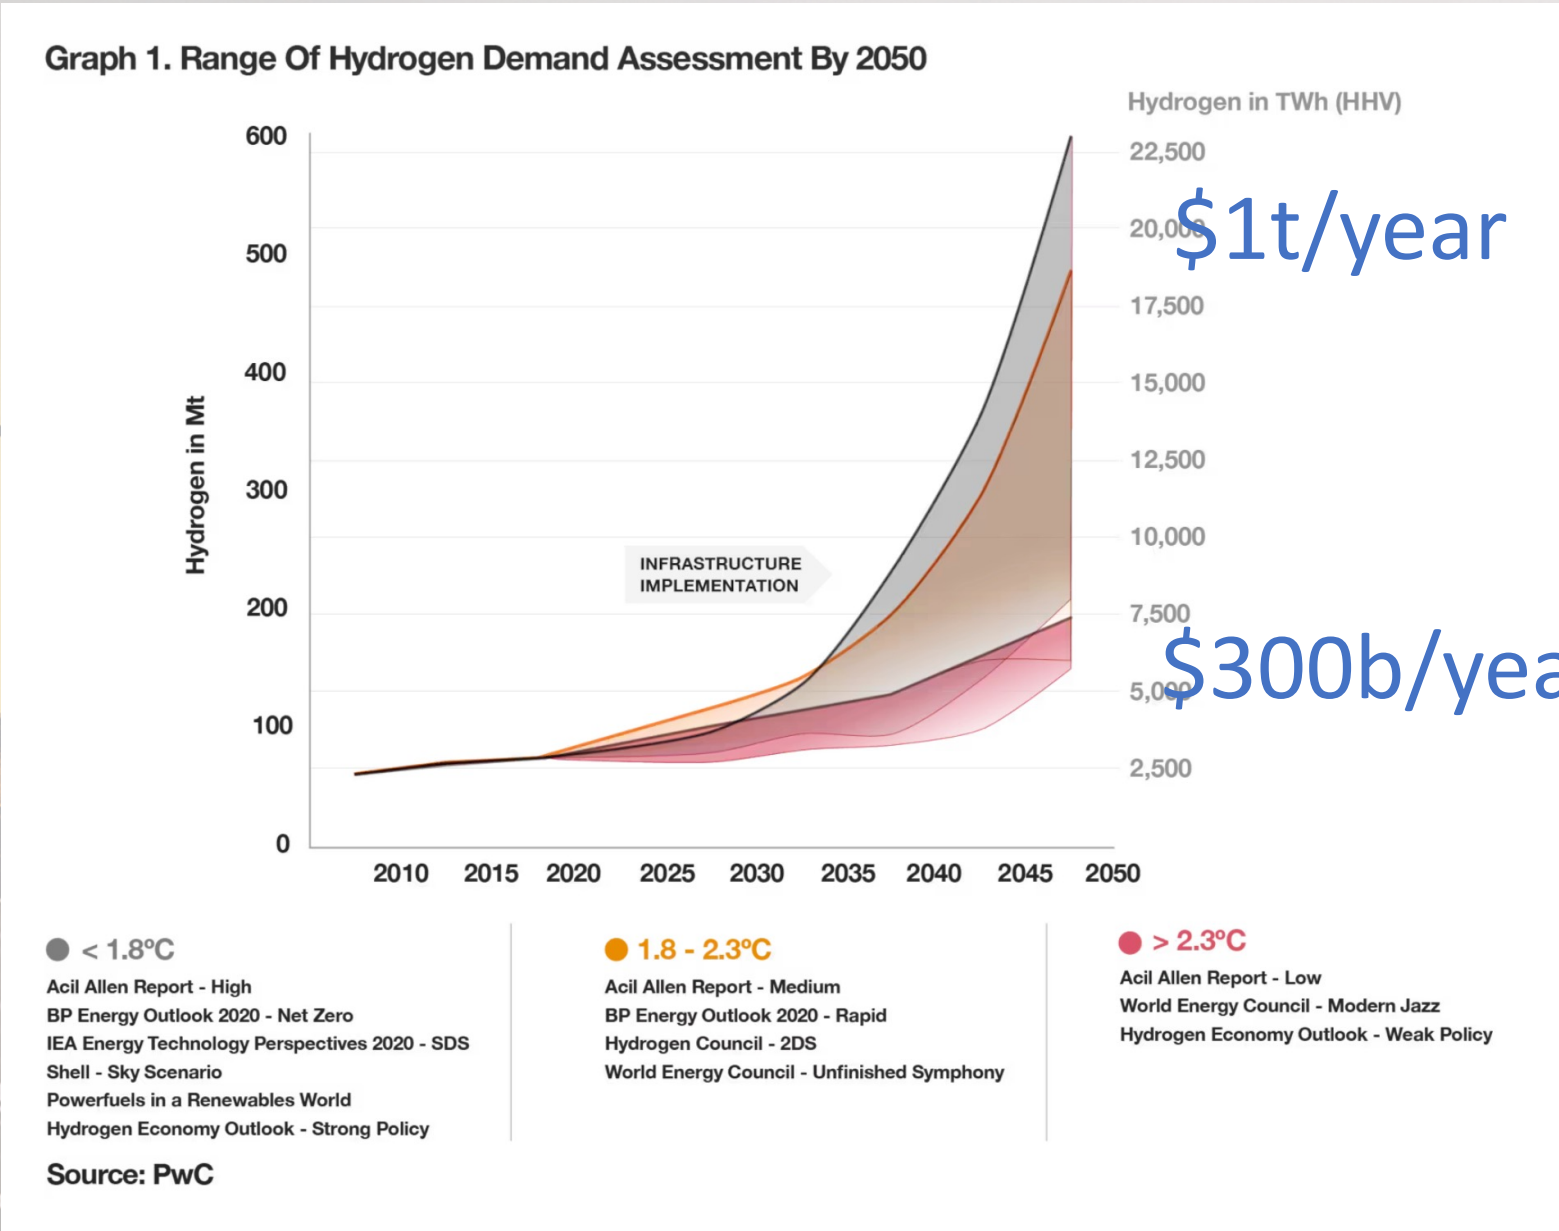 Graph 1. Range Of Hydrogen Demand Assessment By 2050
Hydrogen in TWh (HHV)
600
500
400
300
200
100
0
Hydrogen in Mt
22,500
20,000
17,500
15,000
12,500
10,000
7,500
5,000
2,500
$1t/year
$300b/yea
INFRASTRUCTURE
IMPLEMENTATION
2010 2015 2020 2025 2030 2035 2040 2045 2050
< 1.8ºC
Acil Allen Report - High
BP Energy Outlook 2020 - Net Zero
IEA Energy Technology Perspectives 2020 - SDS
Shell - Sky Scenario
Powerfuels in a Renewables World
Hydrogen Economy Outlook - Strong Policy
1.8 - 2.3ºC
Acil Allen Report - Medium
BP Energy Outlook 2020 - Rapid
Hydrogen Council - 2DS
World Energy Council - Unfinished Symphony
> 2.3ºC
Acil Allen Report - Low
World Energy Council - Modern Jazz
Hydrogen Economy Outlook - Weak Policy
Source: PwC